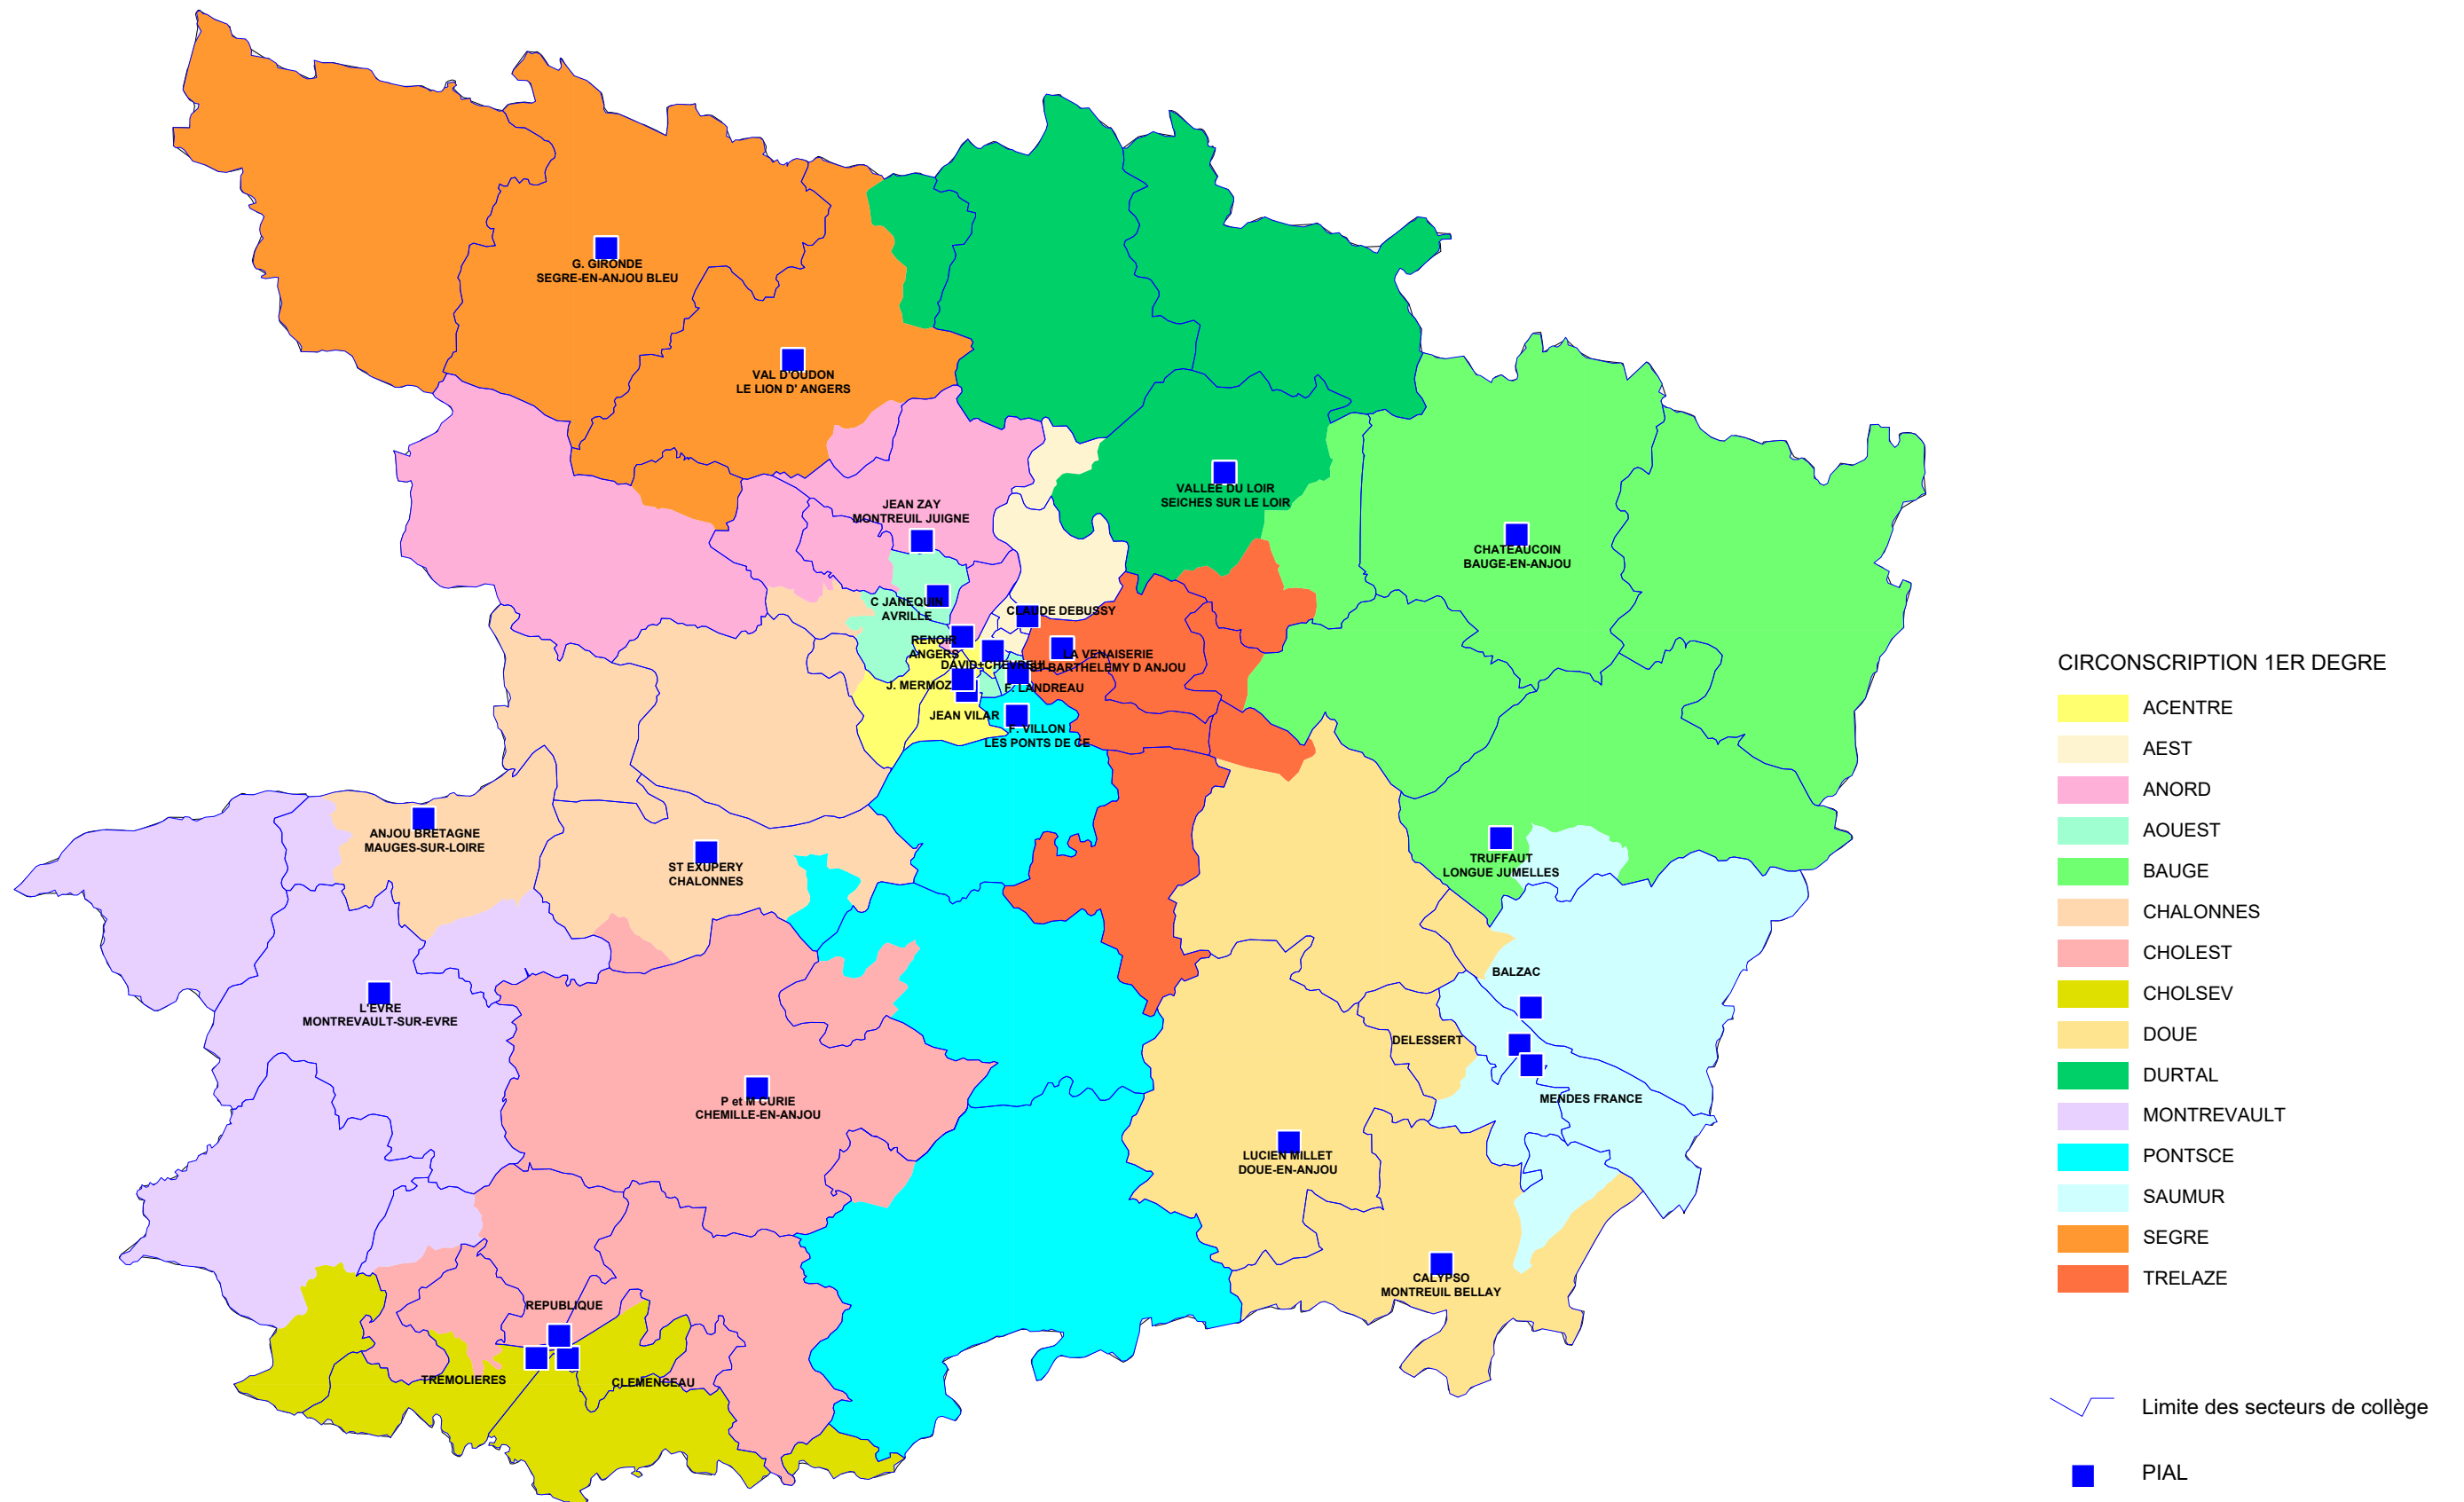 G. GIRONDE
SEGRE-EN-ANJOU BLEU
VAL D'OUDON
LE LION D' ANGERS
VALLEE DU LOIR
SEICHES SUR LE LOIR
JEAN ZAY
MONTREUIL JUIGNE
CHATEAUCOIN
BAUGE-EN-ANJOU
C JANEQUIN
AVRILLE
CLAUDE DEBUSSY
RENOIR
ANGERS
LA VENAISERIE
ST BARTHELEMY D ANJOU
DAVID+CHEVREUL
J. MERMOZ
F. LANDREAU
JEAN VILAR
F. VILLON
LES PONTS DE CE
ANJOU BRETAGNE
MAUGES-SUR-LOIRE
ST EXUPERY
CHALONNES
TRUFFAUT
LONGUE JUMELLES
BALZAC
L'EVRE
MONTREVAULT-SUR-EVRE
DELESSERT
P et M CURIE
CHEMILLE-EN-ANJOU
MENDES FRANCE
LUCIEN MILLET
DOUE-EN-ANJOU
CALYPSO
MONTREUIL BELLAY
REPUBLIQUE
TREMOLIERES
CLEMENCEAU
CIRCONSCRIPTION 1ER DEGRE
ACENTRE
AEST
ANORD
AOUEST
BAUGE
CHALONNES
CHOLEST
CHOLSEV
DOUE
DURTAL
MONTREVAULT
PONTSCE
SAUMUR
SEGRE
TRELAZE
Limite des secteurs de collège
PIAL